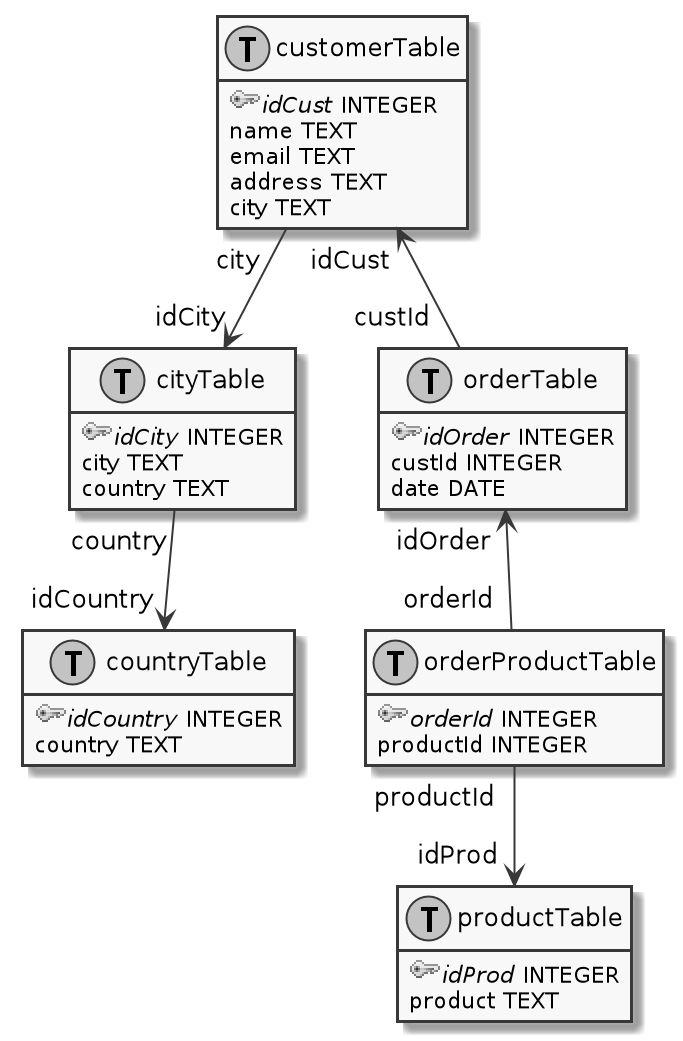 T customerTable
idCust INTEGER
name TEXT
email TEXT
address TEXT
city TEXT
city
idCust
idCity
custId
T cityTable
idCity INTEGER
city TEXT
country TEXT
T orderTable
idOrder INTEGER
custId INTEGER
date DATE
country
idOrder
idCountry
orderId
T countryTable
idCountry INTEGER
country TEXT
T orderProductTable
orderId INTEGER
productId INTEGER
productId
idProd
T productTable
idProd INTEGER
product TEXT